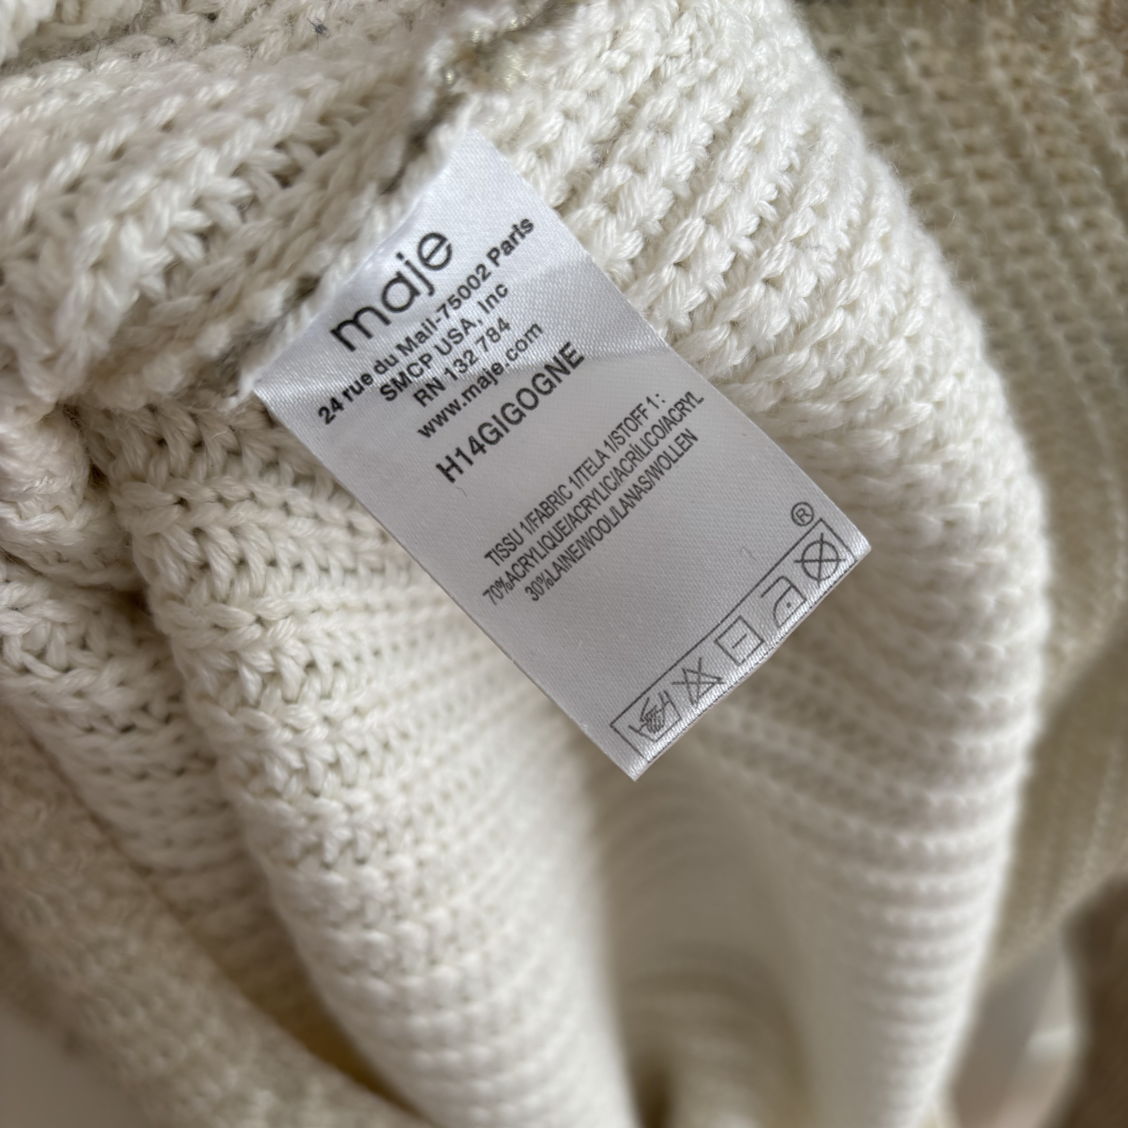 maje
24 rue du Mail-75002 Paris
SMCP USA, Inc
RN 132 784
www.maje.com
H14GIGOGNE
TISSU 1/FABRIC 1/TELA 1/STOFF 1:
70%ACRYLIQUE/ACRYLIC/ACRÍLICO/ACRYL
30%LAINE/WOOL/LANAS/WOLLEN
®